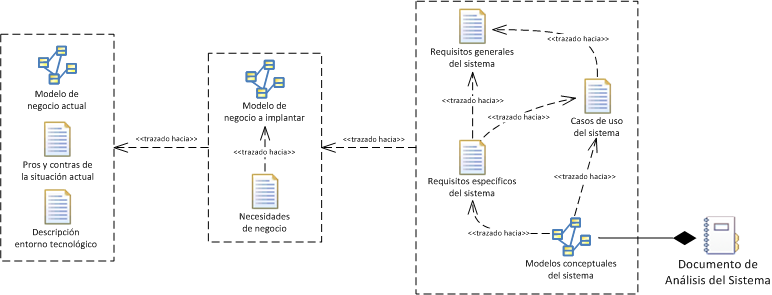 Modelo de
negocio actual
Pros y contras de
la situación actual
Descripción
entorno tecnológico
<<trazado hacia>>
Modelo de
negocio a implantar
<<trazado hacia>>
Necesidades
de negocio
<<trazado hacia>>
Requisitos generales
del sistema
<<trazado hacia>>
<<trazado hacia>>
Casos de uso
del sistema
<<trazado hacia>>
Requisitos específicos
del sistema
<<trazado hacia>>
<<trazado hacia>>
Modelos conceptuales
del sistema
Documento de
Análisis del Sistema